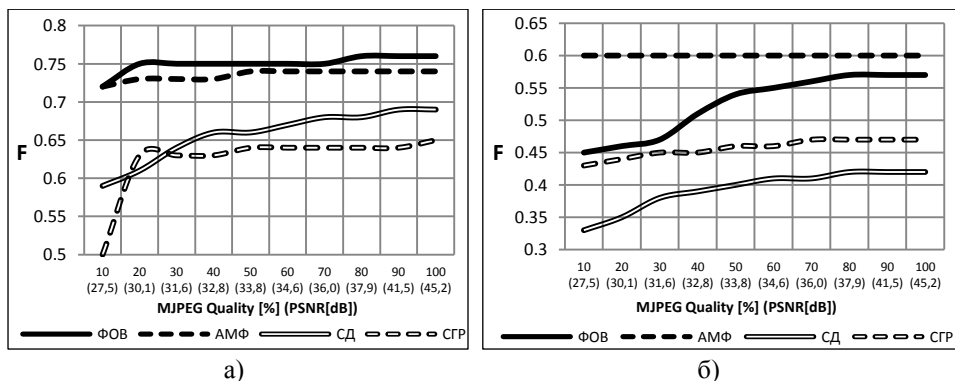 0.8
0.75
0.7
0.65
0.6
0.55
0.5
F
10 20 30 40 50 60 70 80 90 100
(27,5) (30,1) (31,6) (32,8) (33,8) (34,6) (36,0) (37,9) (41,5) (45,2)
MJPEG Quality [%] (PSNR[dB])
ФОВ АМФ СД СГР
а)
0.65
0.6
0.55
0.5
0.45
0.4
0.35
0.3
F
10 20 30 40 50 60 70 80 90 100
(27,5) (30,1) (31,6) (32,8) (33,8) (34,6) (36,0) (37,9) (41,5) (45,2)
MJPEG Quality [%] (PSNR[dB])
ФОВ АМФ СД СГР
б)